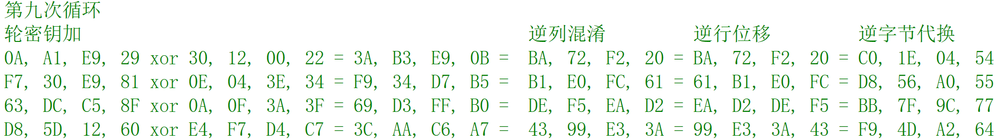 第九次循环
轮密钥加 逆列混淆 逆行位移 逆字节代换
0A, A1, E9, 29 xor 30, 12, 00, 22 = 3A, B3, E9, 0B = BA, 72, F2, 20 = BA, 72, F2, 20 = C0, 1E, 04, 54
F7, 30, E9, 81 xor 0E, 04, 3E, 34 = F9, 34, D7, B5 = B1, E0, FC, 61 = 61, B1, E0, FC = D8, 56, A0, 55
63, DC, C5, 8F xor 0A, 0F, 3A, 3F = 69, D3, FF, B0 = DE, F5, EA, D2 = EA, D2, DE, F5 = BB, 7F, 9C, 77
D8, 5D, 12, 60 xor E4, F7, D4, C7 = 3C, AA, C6, A7 = 43, 99, E3, 3A = 99, E3, 3A, 43 = F9, 4D, A2, 64